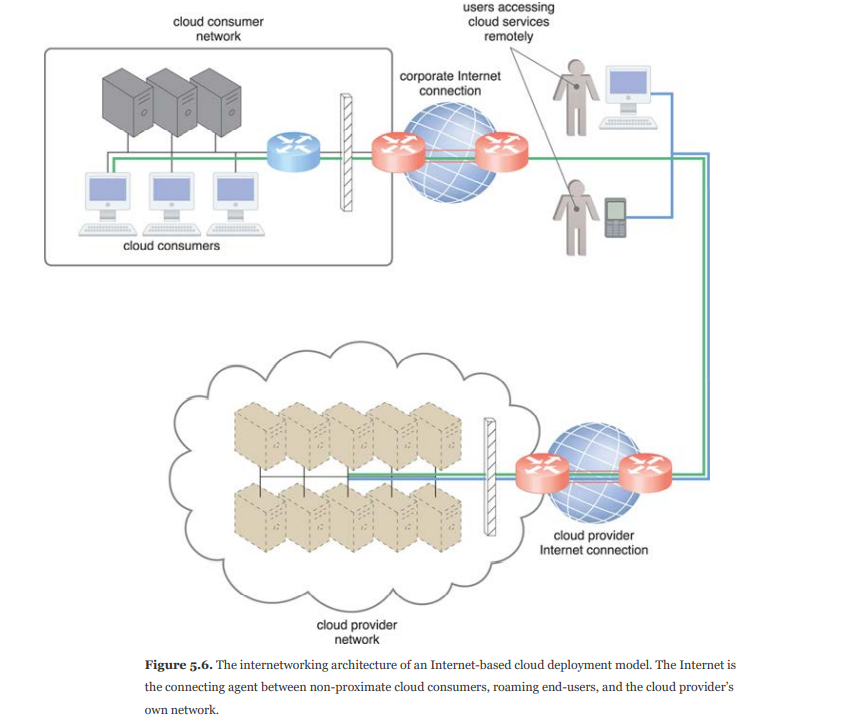 cloud consumer
network
users accessing
cloud services
remotely
corporate Internet
connection
cloud consumers
cloud provider
Internet connection
cloud provider
network
Figure 5.6. The internetworking architecture of an Internet-based cloud deployment model. The Internet is
the connecting agent between non-proximate cloud consumers, roaming end-users, and the cloud provider’s
own network.